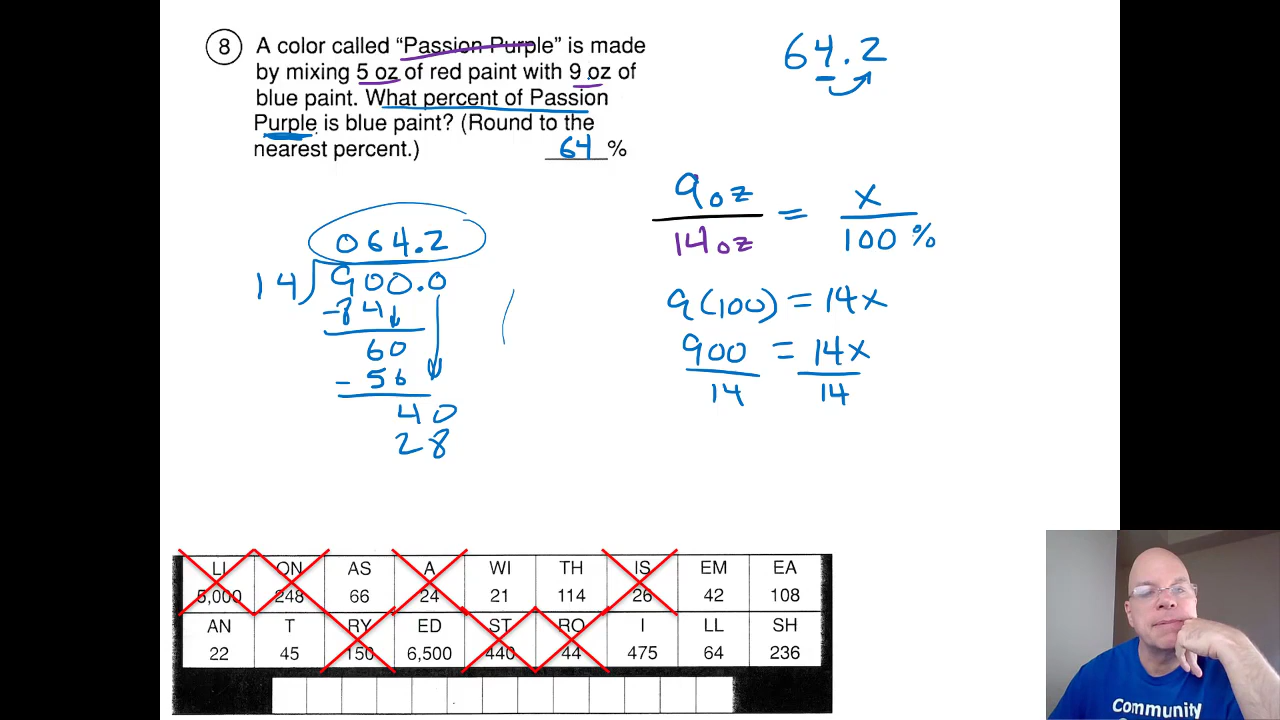 8 A color called “Passion Purple” is made
by mixing 5 oz of red paint with 9 oz of
blue paint. What percent of Passion
Purple is blue paint? (Round to the
nearest percent.) 64 %
64.2
9oz = x
14oz 100 %
9(100) = 14x
900 = 14x
14 14
064.2
14 900.0
-84
60
- 56
40
28
LI ON AS A WI TH IS EM EA
5,000 248 66 24 21 114 26 42 108
AN T RY ED ST RO I LL SH
22 45 150 6,500 440 44 475 64 236
Community